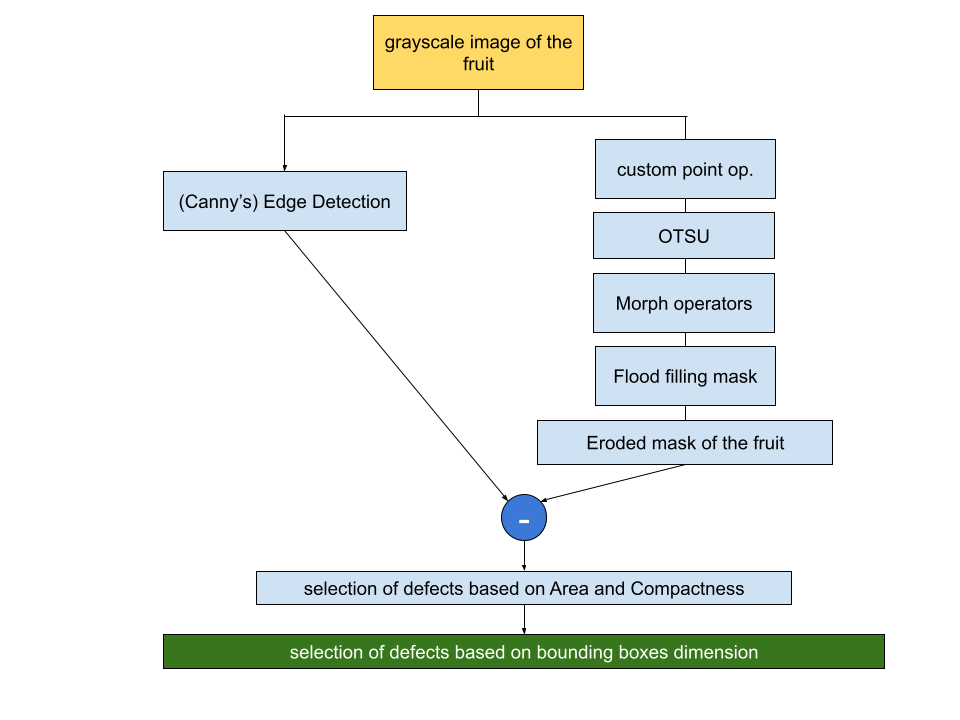 grayscale image of the
fruit
(Canny's) Edge Detection
custom point op.
OTSU
Morph operators
Flood filling mask
Eroded mask of the fruit
-
selection of defects based on Area and Compactness
selection of defects based on bounding boxes dimension